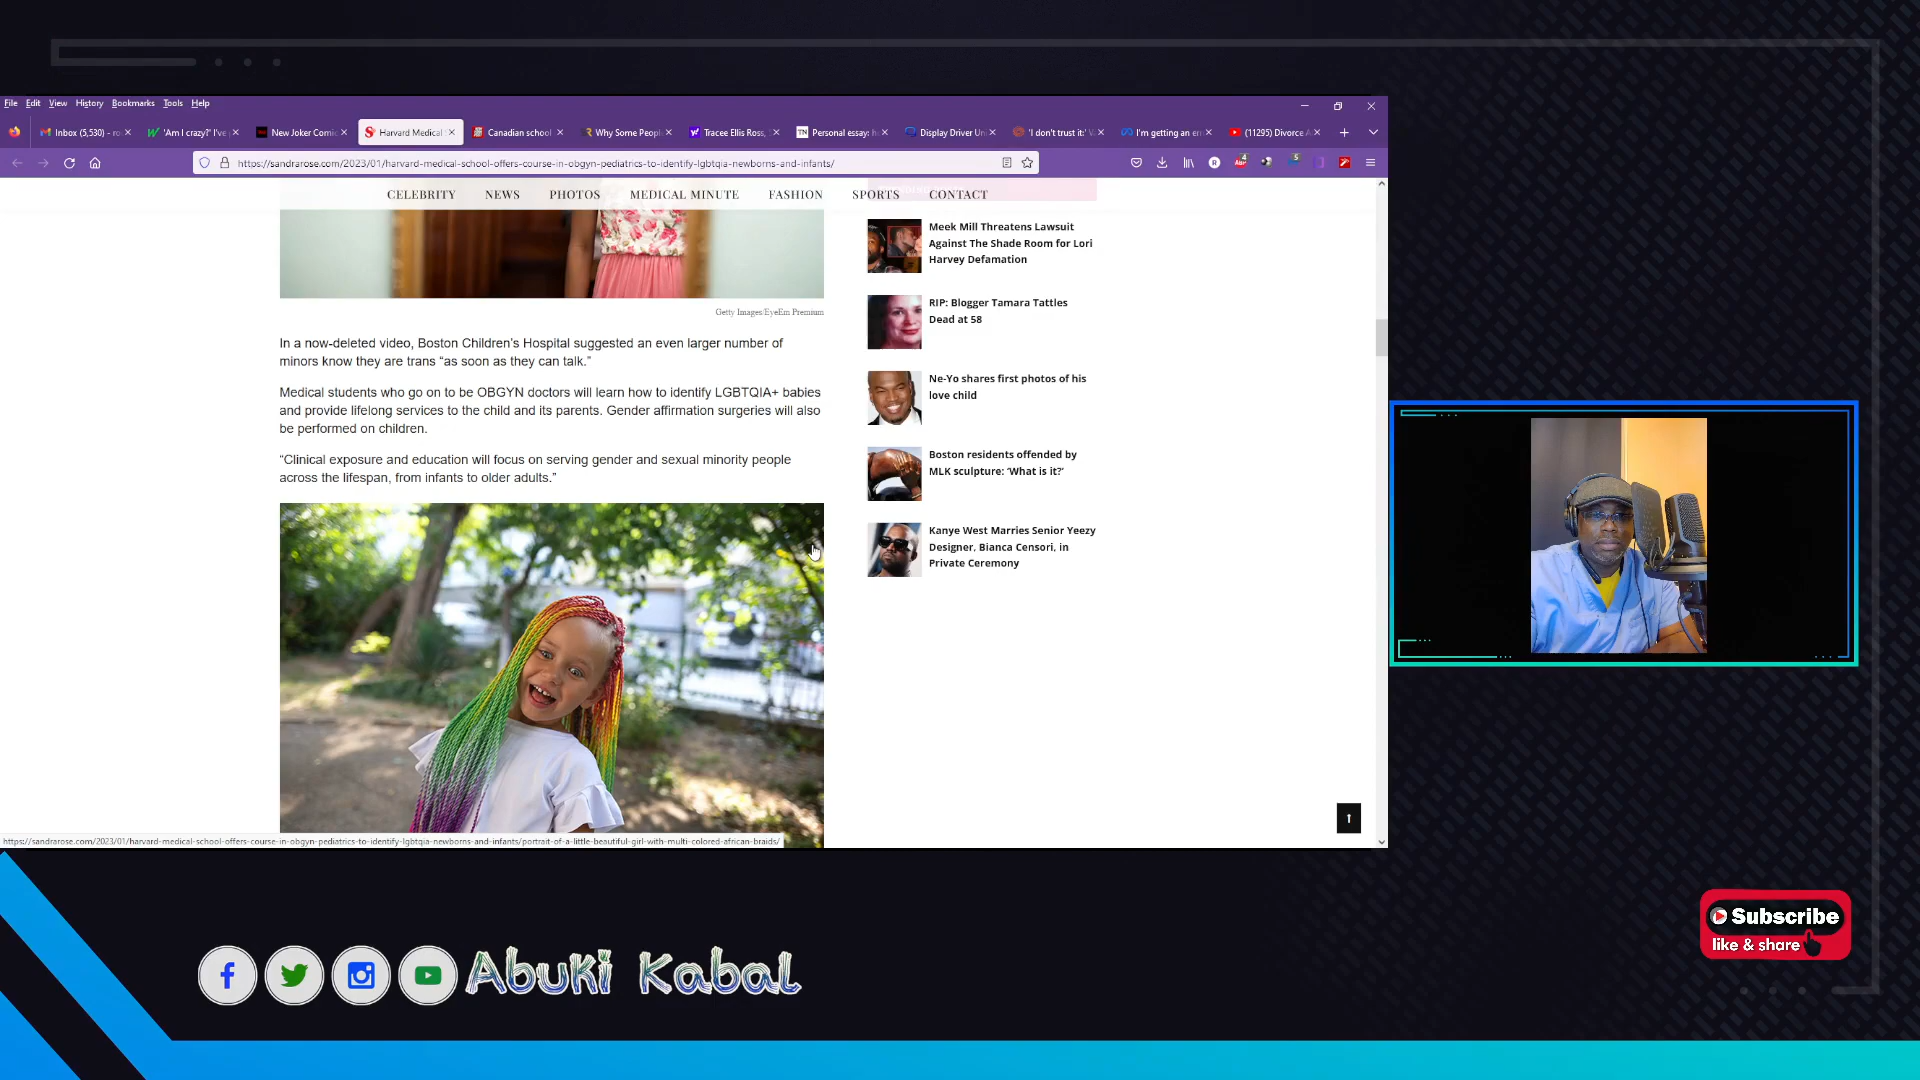 File Edit View History Bookmarks Tools Help
Inbox (5,530) - ro
'Am I crazy?' I've
New Joker Comic
Harvard Medical
Canadian school
Why Some People
Tracee Ellis Ross,
Personal essay: h
Display Driver Un
'I don't trust it:'
I'm getting an er
(11295) Divorce A
https://sandrarose.com/2023/01/harvard-medical-school-offers-course-in-obgyn-pediatrics-to-identify-lgbtqia-newborns-and-infants/
CELEBRITY NEWS PHOTOS MEDICAL MINUTE FASHION SPORTS CONTACT
Getty Images/EyeEm Premium
In a now-deleted video, Boston Children's Hospital suggested an even larger number of
minors know they are trans “as soon as they can talk.”
Medical students who go on to be OBGYN doctors will learn how to identify LGBTQIA+ babies
and provide lifelong services to the child and its parents. Gender affirmation surgeries will also
be performed on children.
“Clinical exposure and education will focus on serving gender and sexual minority people
across the lifespan, from infants to older adults.”
Meek Mill Threatens Lawsuit
Against The Shade Room for Lori
Harvey Defamation
RIP: Blogger Tamara Tattles
Dead at 58
Ne-Yo shares first photos of his
love child
Boston residents offended by
MLK sculpture: ‘What is it?’
Kanye West Marries Senior Yeezy
Designer, Bianca Censori, in
Private Ceremony
https://sandrarose.com/2023/01/harvard-medical-school-offers-course-in-obgyn-pediatrics-to-identify-lgbtqia-newborns-and-infants/portrait-of-a-little-beautiful-girl-with-multi-colored-african-braids/
Subscribe
like & share
Abuki Kabal